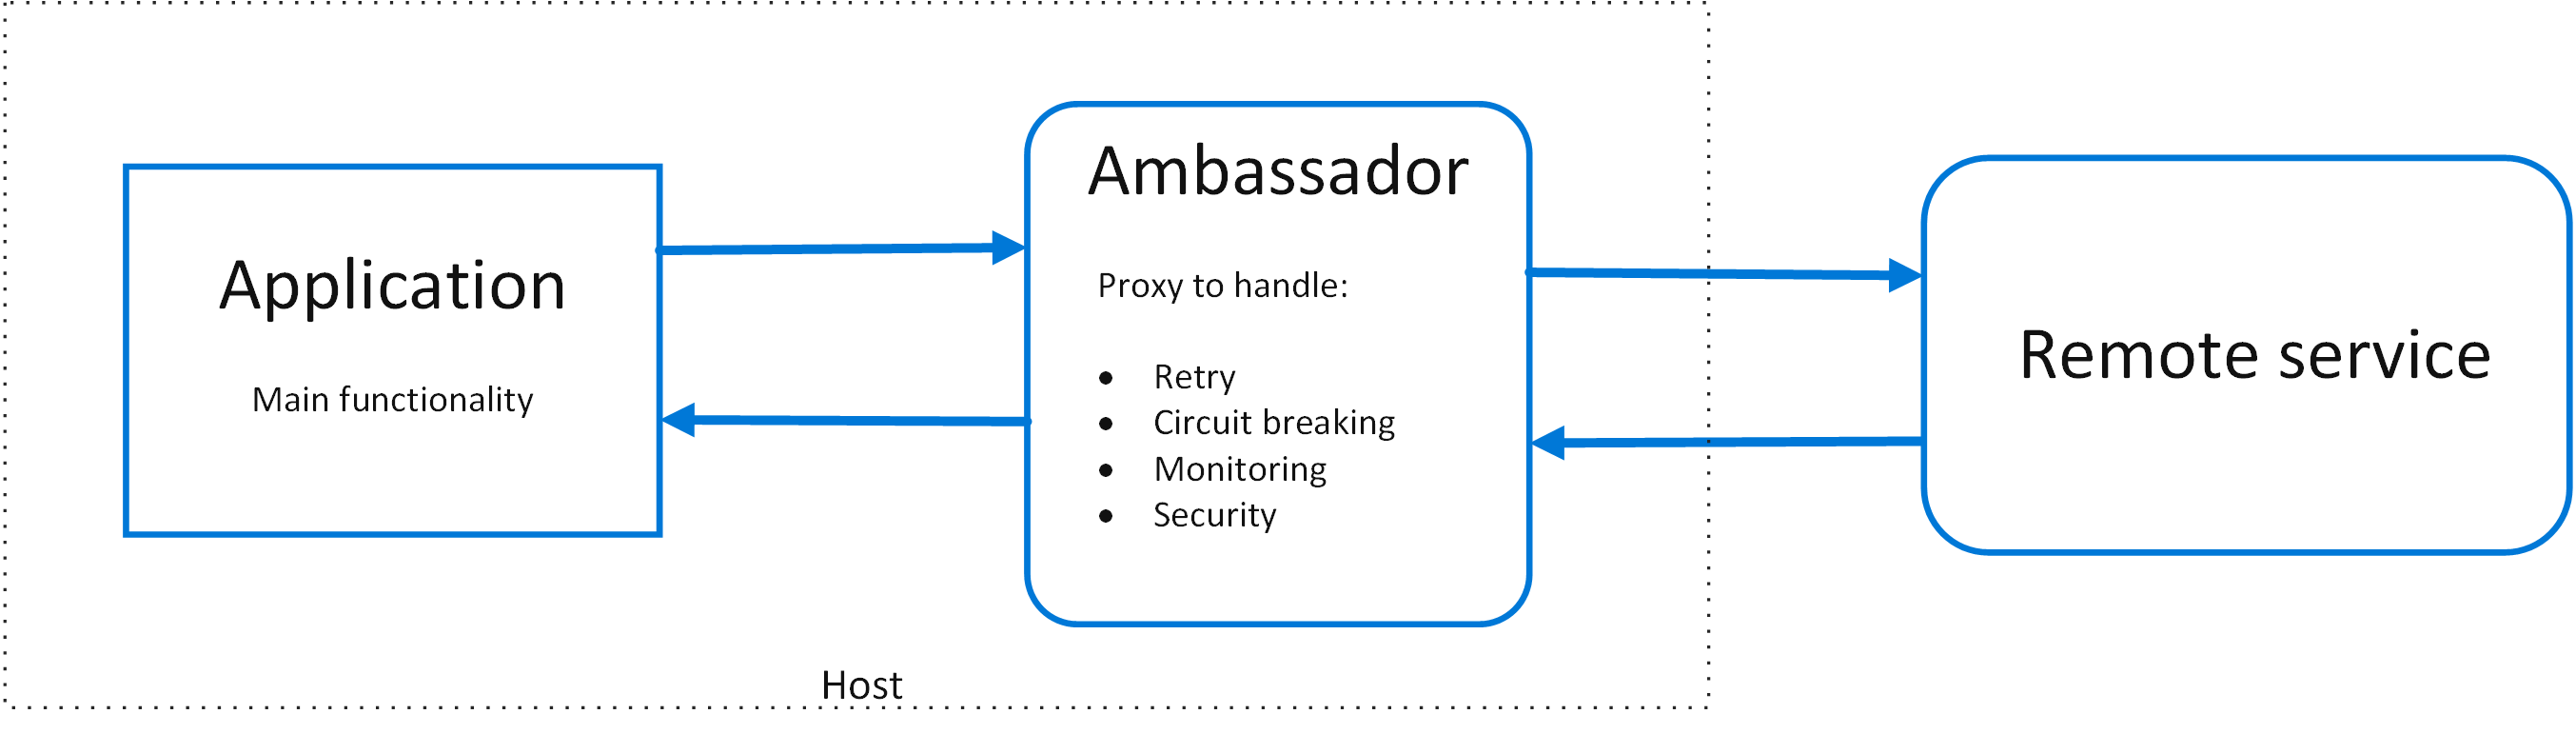 Application
Main functionality
Ambassador
Proxy to handle:
● Retry
● Circuit breaking
● Monitoring
● Security
Remote service
Host